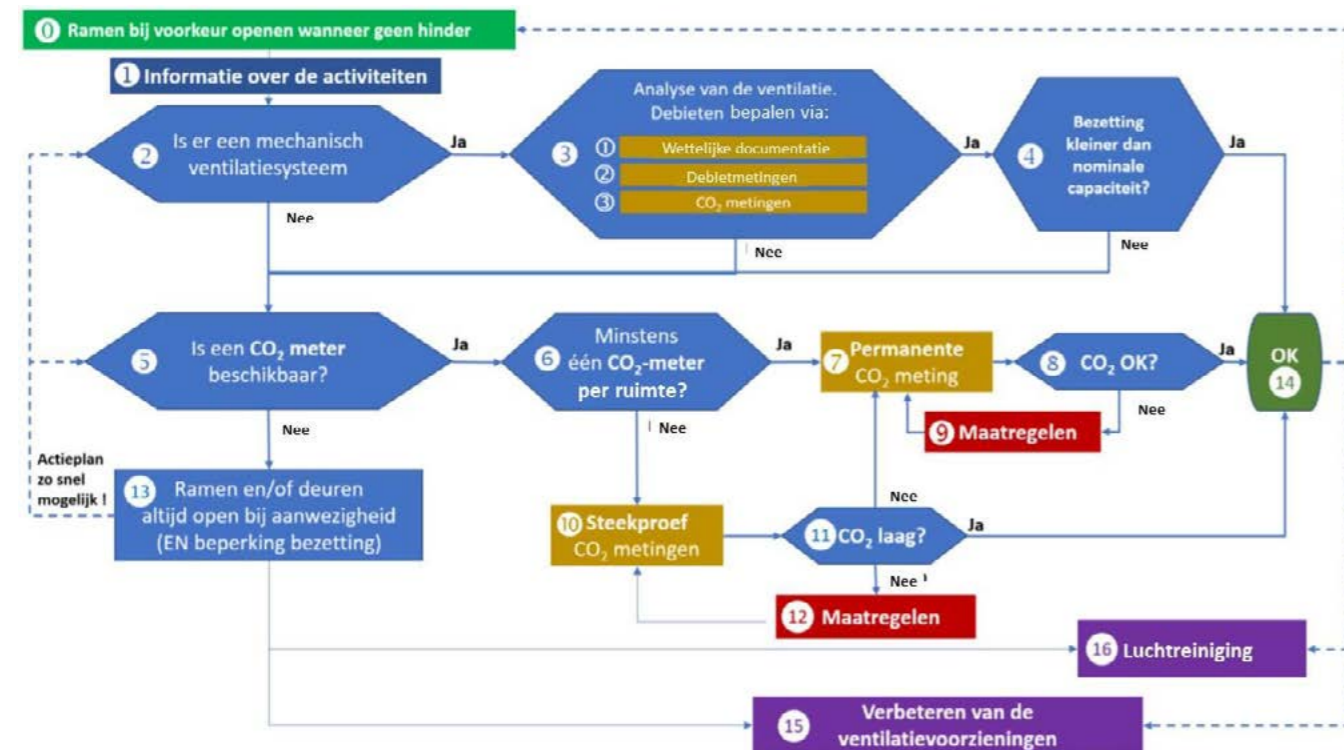 0 Ramen bij voorkeur openen wanneer geen hinder
1 Informatie over de activiteiten
2 Is er een mechanisch
ventilatiesysteem
Ja
Nee
Analyse van de ventilatie.
Debieten bepalen via:
3
① Wettelijke documentatie
② Debietmetingen
③ CO₂ metingen
Ja
Nee
4
Bezetting
kleiner dan
nominale
capaciteit?
Ja
Nee
5 Is een CO₂ meter
beschikbaar?
Ja
Nee
6 Minstens
één CO₂-meter
per ruimte?
Ja
Nee
7 Permanente
CO₂ meting
8 CO₂ OK?
Ja
Nee
OK
14
9 Maatregelen
Actieplan
zo snel
mogelijk !
13 Ramen en/of deuren
altijd open bij aanwezigheid
(EN beperking bezetting)
10 Steekproef
CO₂ metingen
Nee
11 CO₂ laag?
Ja
Nee
12 Maatregelen
16 Luchtreiniging
15 Verbeteren van de
ventilatievoorzieningen